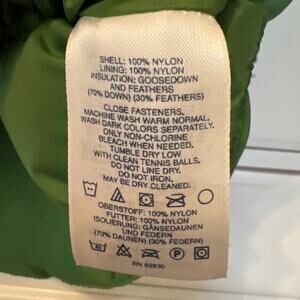 SHELL: 100% NYLON
LINING: 100% NYLON
INSULATION: GOOSEDOWN
AND FEATHERS
(70% DOWN) (30% FEATHERS)
CLOSE FASTENERS.
MACHINE WASH WARM NORMAL.
WASH DARK COLORS SEPARATELY.
ONLY NON-CHLORINE
BLEACH WHEN NEEDED.
TUMBLE DRY LOW
WITH CLEAN TENNIS BALLS.
DO NOT LINE DRY.
DO NOT IRON.
MAY BE DRY CLEANED.
OBERSTOFF: 100% NYLON
FUTTER: 100% NYLON
ISOLIERUNG: GÄNSEDAUNEN
UND FEDERN
(70% DAUNEN) (30% FEDERN)
RN 62830